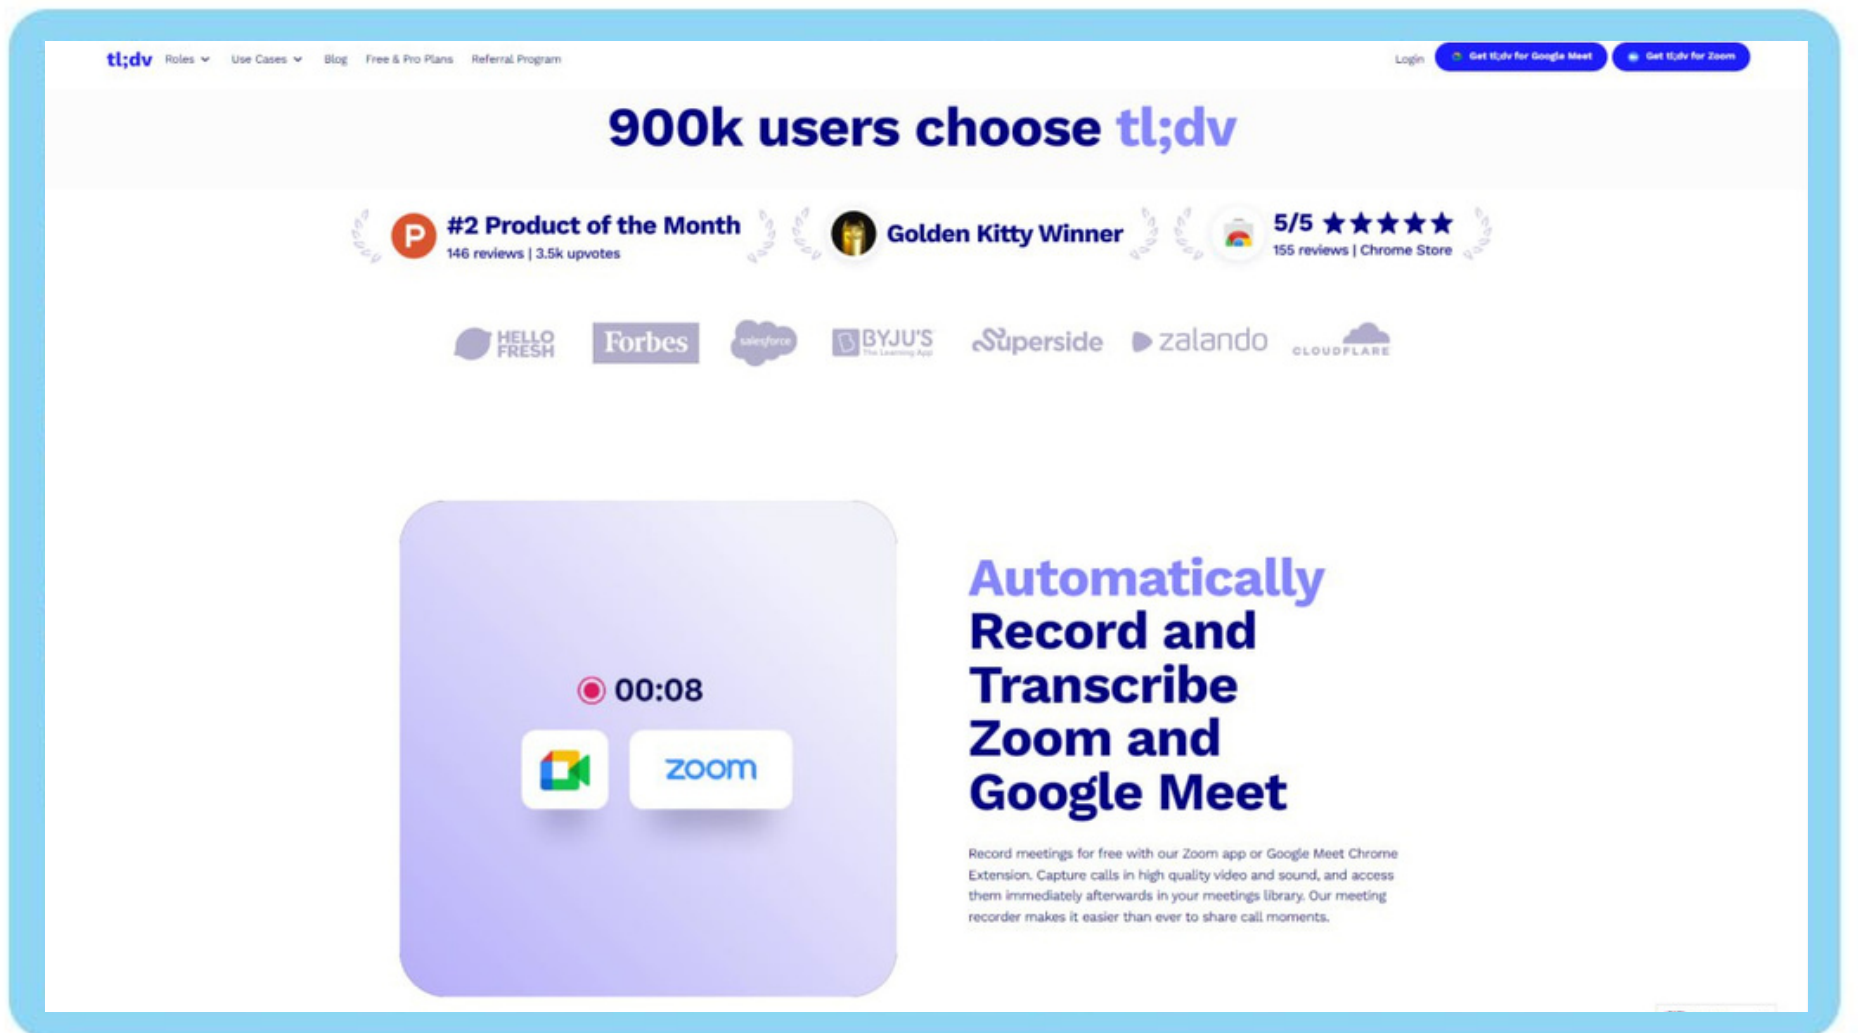 tl;dv Roles Use Cases Blog Free & Pro Plans Referral Program Login Get tl;dv for Google Meet Get tl;dv for Zoom
900k users choose tl;dv
#2 Product of the Month
146 reviews | 3.5k upvotes
Golden Kitty Winner
5/5
155 reviews | Chrome Store
HELLO
FRESH
Forbes
salesforce
BYJU'S
The Learning App
Superside
zalando
CLOUDFLARE
00:08
zoom
Automatically
Record and
Transcribe
Zoom and
Google Meet
Record meetings for free with our Zoom app or Google Meet Chrome
Extension. Capture calls in high quality video and sound, and access
them immediately afterwards in your meetings library. Our meeting
recorder makes it easier than ever to share call moments.